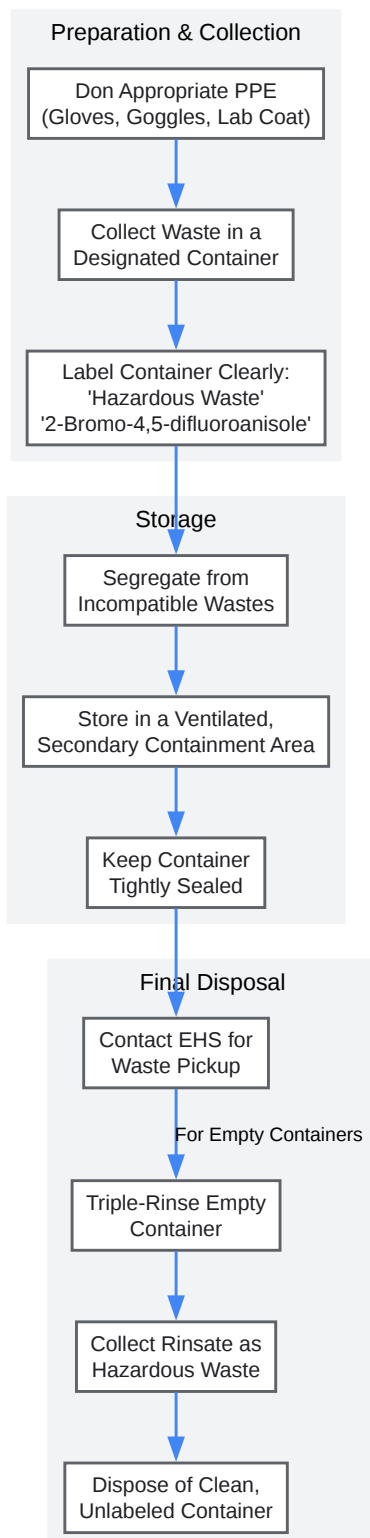 Preparation & Collection
Don Appropriate PPE
(Gloves, Goggles, Lab Coat)
Collect Waste in a
Designated Container
Label Container Clearly:
'Hazardous Waste'
'2-Bromo-4,5-difluoroanisole'
Storage
Segregate from
Incompatible Wastes
Store in a Ventilated,
Secondary Containment Area
Keep Container
Tightly Sealed
Final Disposal
Contact EHS for
Waste Pickup
For Empty Containers
Triple-Rinse Empty
Container
Collect Rinsate as
Hazardous Waste
Dispose of Clean,
Unlabeled Container